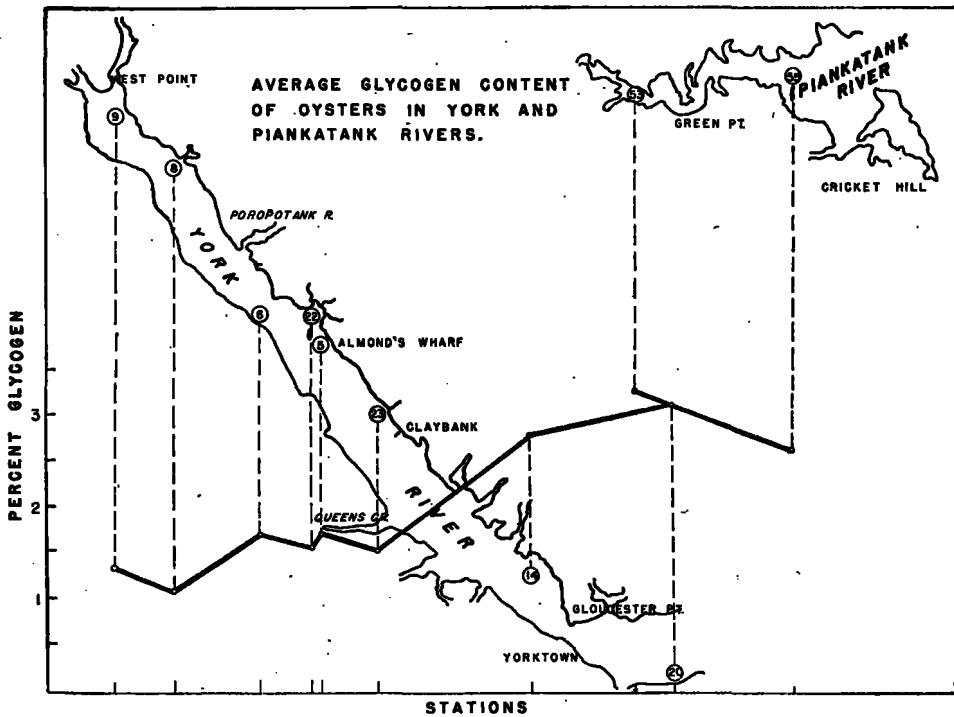 AVERAGE GLYCOGEN CONTENT
OF OYSTERS IN YORK AND
PIANKATANK RIVERS.
WEST POINT
9
8
POROPOTANK R.
YORK
6
22
5
ALMOND'S WHARF
23
CLAYBANK
QUEENS CR.
RIVER
14
GLOUCESTER PT.
YORKTOWN
20
53
GREEN PT.
PIANKATANK
RIVER
CRICKET HILL
PERCENT GLYCOGEN
3
2
1
STATIONS